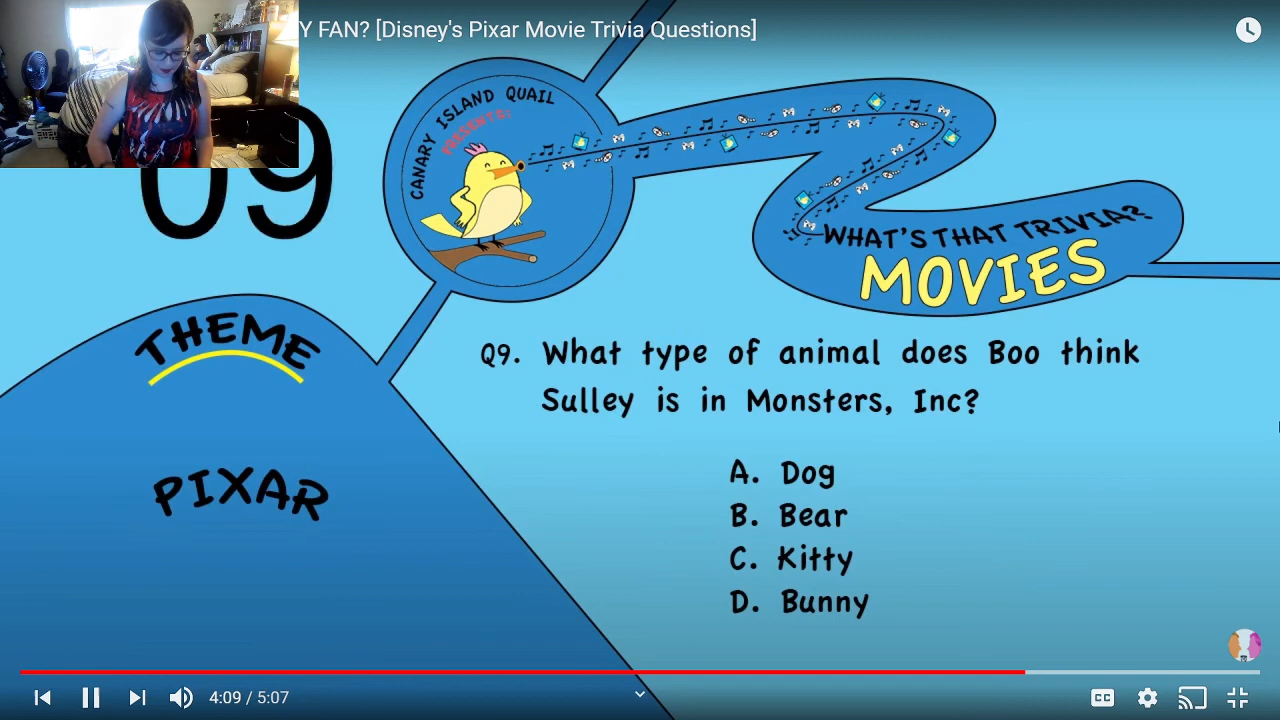 Y FAN? [Disney's Pixar Movie Trivia Questions]
09
CANARY ISLAND QUAIL
PRESENTS:
WHAT'S THAT TRIVIA?
MOVIES
THEME
PIXAR
Q9. What type of animal does Boo think
Sulley is in Monsters, Inc?
A. Dog
B. Bear
C. Kitty
D. Bunny
4:09 / 5:07
CC